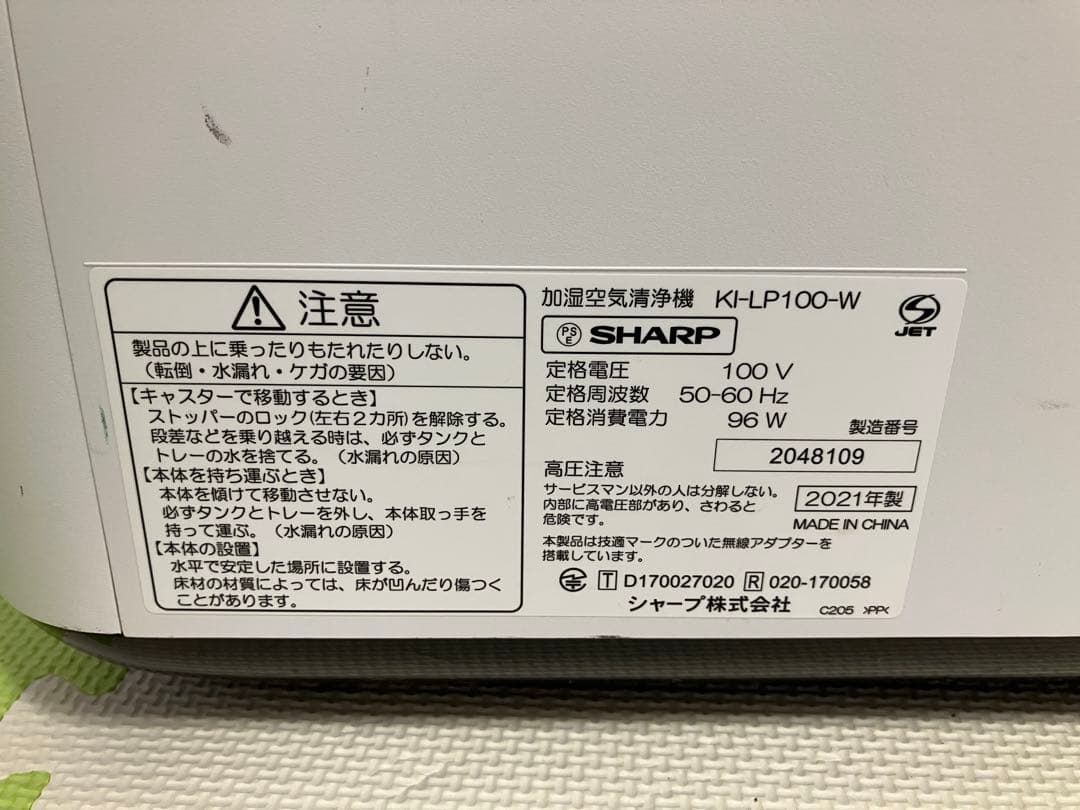 注意
製品の上に乗ったりもたれたりしない。
（転倒・水漏れ・ケガの要因）
【キャスターで移動するとき】
ストッパーのロック(左右2カ所)を解除する。
段差などを乗り越える時は、必ずタンクと
トレーの水を捨てる。（水漏れの原因）
【本体を持ち運ぶとき】
本体を傾けて移動させない。
必ずタンクとトレーを外し、本体取っ手を
持って運ぶ。（水漏れの原因）
【本体の設置】
水平で安定した場所に設置する。
床材の材質によっては、床が凹んだり傷つく
ことがあります。
加湿空気清浄機 KI-LP100-W
JET
PSE SHARP
定格電圧 100 V
定格周波数 50-60 Hz
定格消費電力 96 W
製造番号
2048109
高圧注意
サービスマン以外の人は分解しない。
内部に高電圧部があり、さわると
危険です。
2021年製
MADE IN CHINA
本製品は技適マークのついた無線アダプターを
搭載しています。
T D170027020 R 020-170058
シャープ株式会社
C205 >PP<